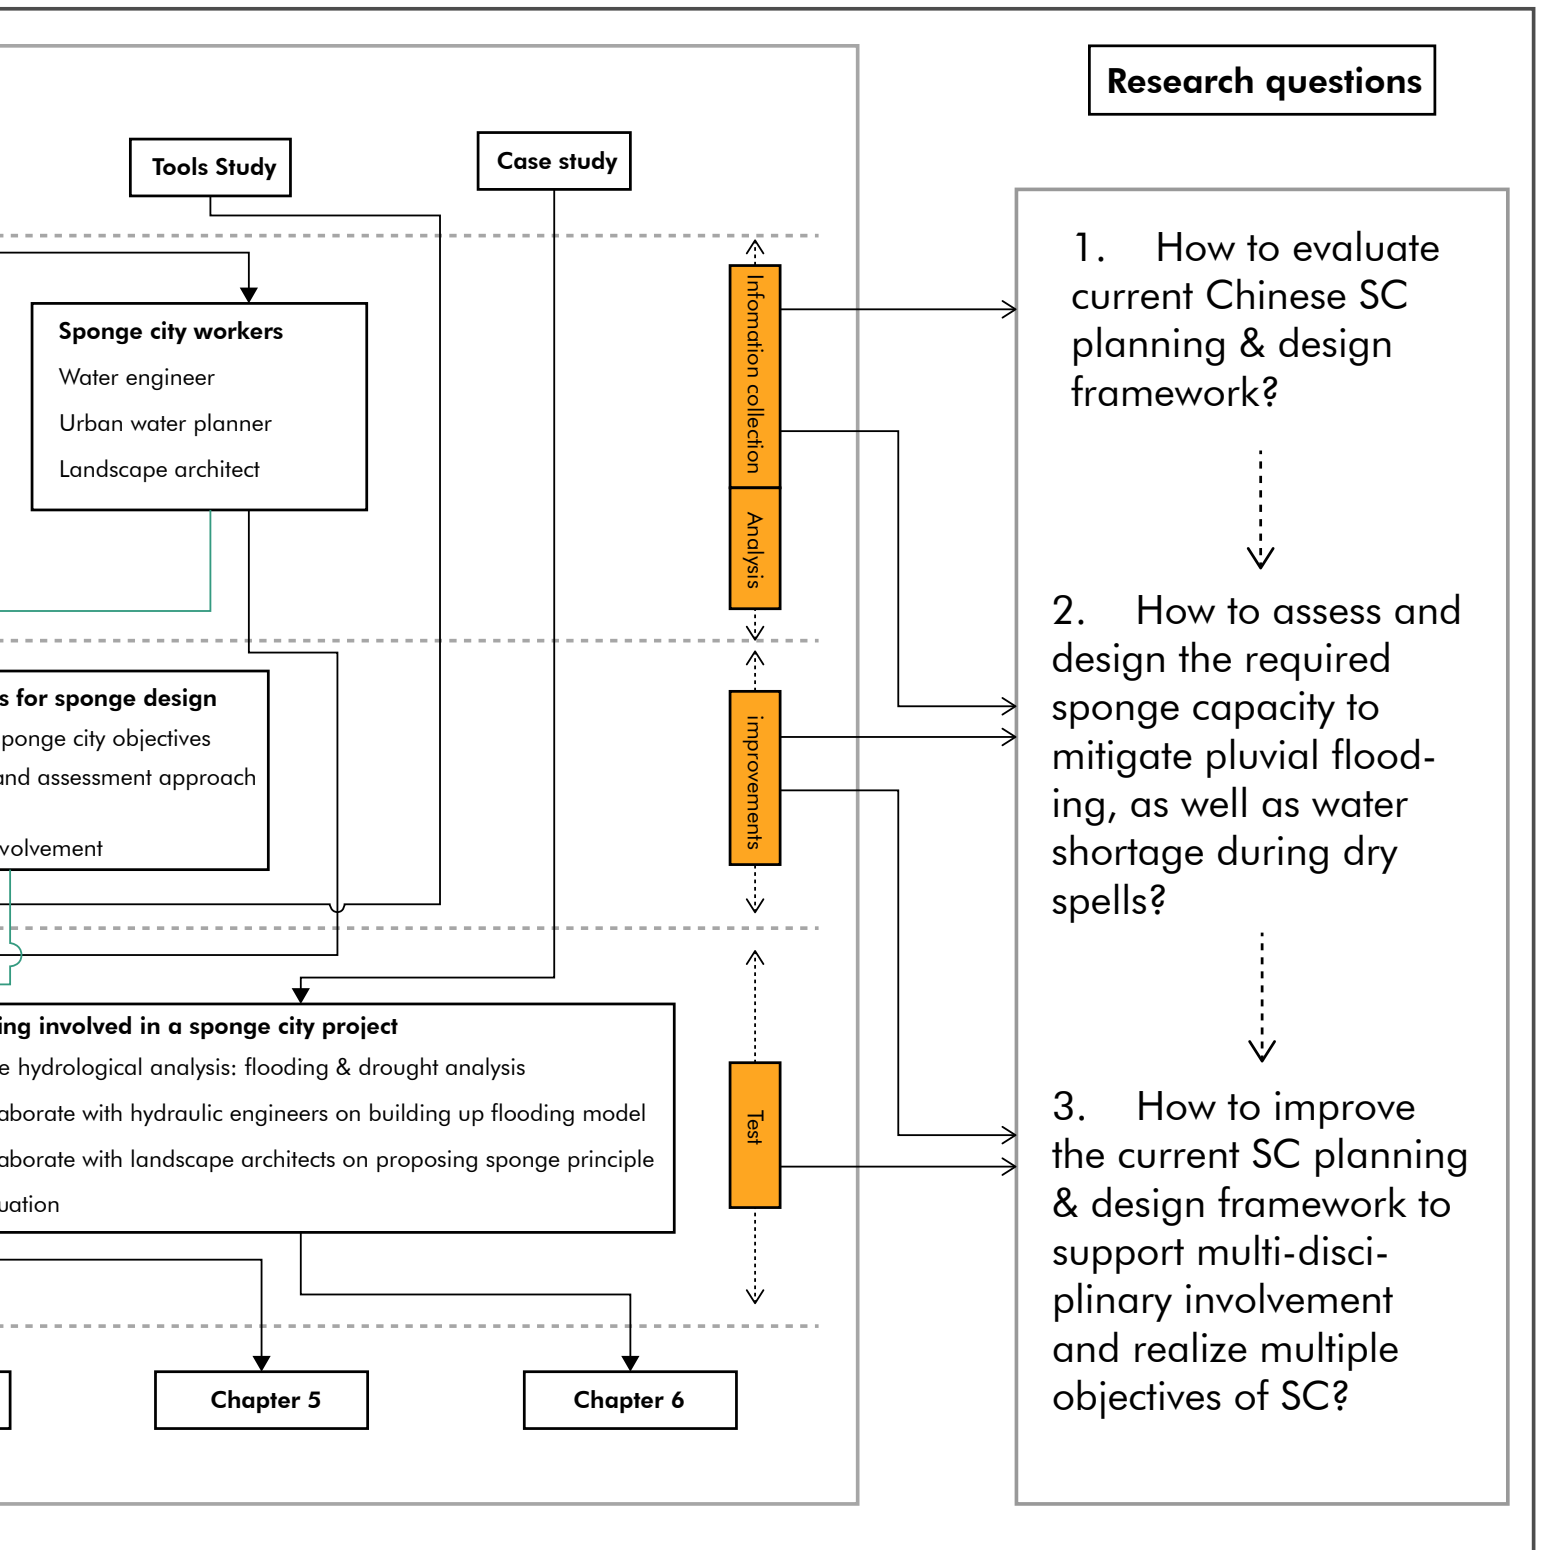 Research questions
Tools Study
Case study
Sponge city workers
Water engineer
Urban water planner
Landscape architect
s for sponge design
ponge city objectives
and assessment approach
volvement
ing involved in a sponge city project
e hydrological analysis: flooding & drought analysis
aborate with hydraulic engineers on building up flooding model
aborate with landscape architects on proposing sponge principle
uation
Chapter 5
Chapter 6
Infomation collection
Analysis
improvements
Test
1. How to evaluate
current Chinese SC
planning & design
framework?
2. How to assess and
design the required
sponge capacity to
mitigate pluvial flood-
ing, as well as water
shortage during dry
spells?
3. How to improve
the current SC planning
& design framework to
support multi-disci-
plinary involvement
and realize multiple
objectives of SC?